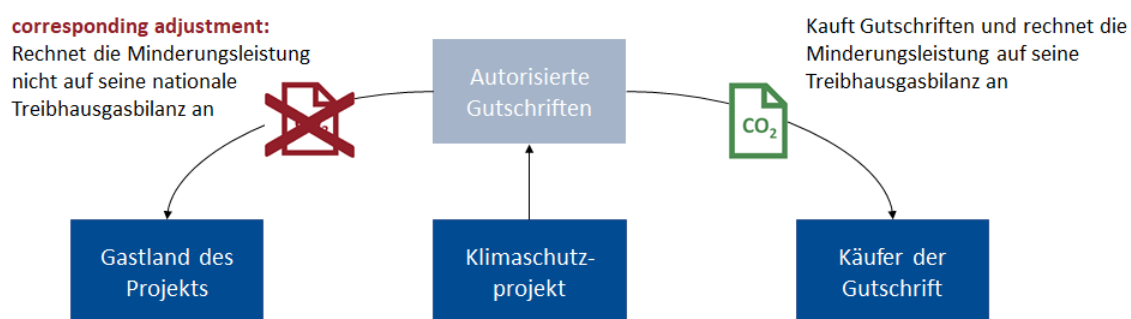 corresponding adjustment:
Rechnet die Minderungsleistung
nicht auf seine nationale
Treibhausgasbilanz an
Autorisierte
Gutschriften
Kauft Gutschriften und rechnet die
Minderungsleistung auf seine
Treibhausgasbilanz an
CO₂
Gastland des
Projekts
Klimaschutz-
projekt
Käufer der
Gutschrift